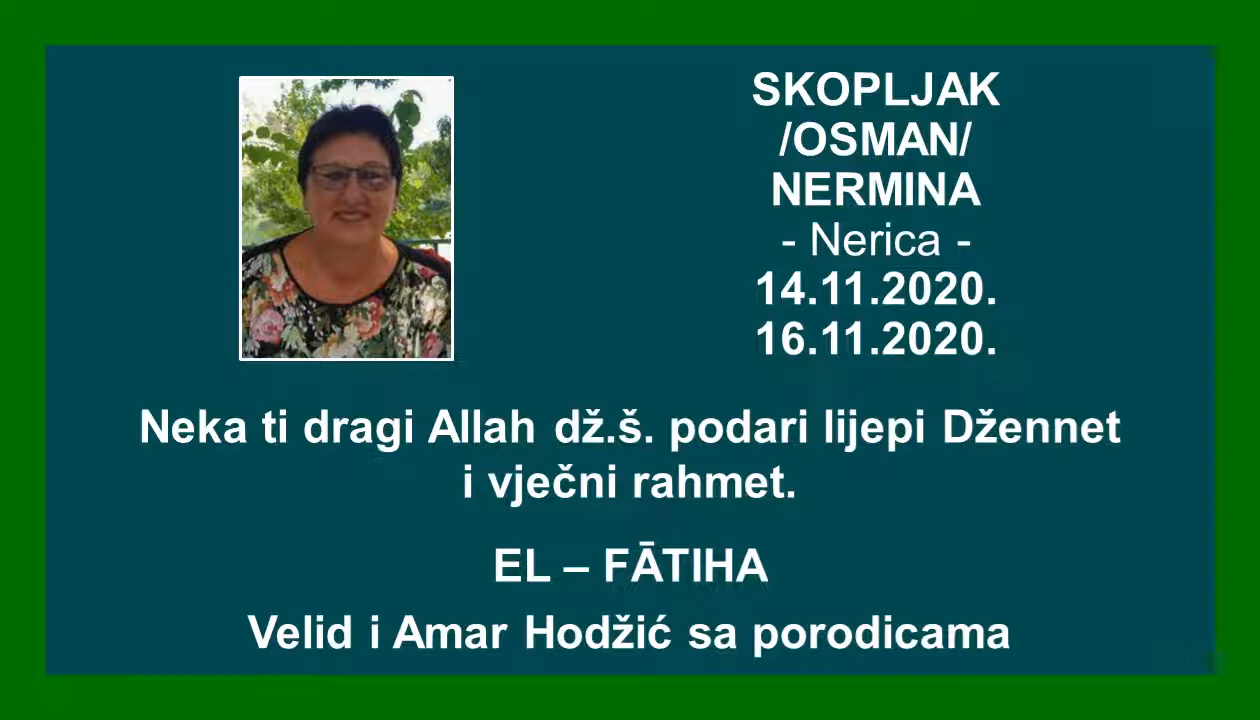 SKOPLJAK
/OSMAN/
NERMINA
- Nerica -
14.11.2020.
16.11.2020.
Neka ti dragi Allah dž.š. podari lijepi Džennet
i vječni rahmet.
EL – FĀTIHA
Velid i Amar Hodžić sa porodicama